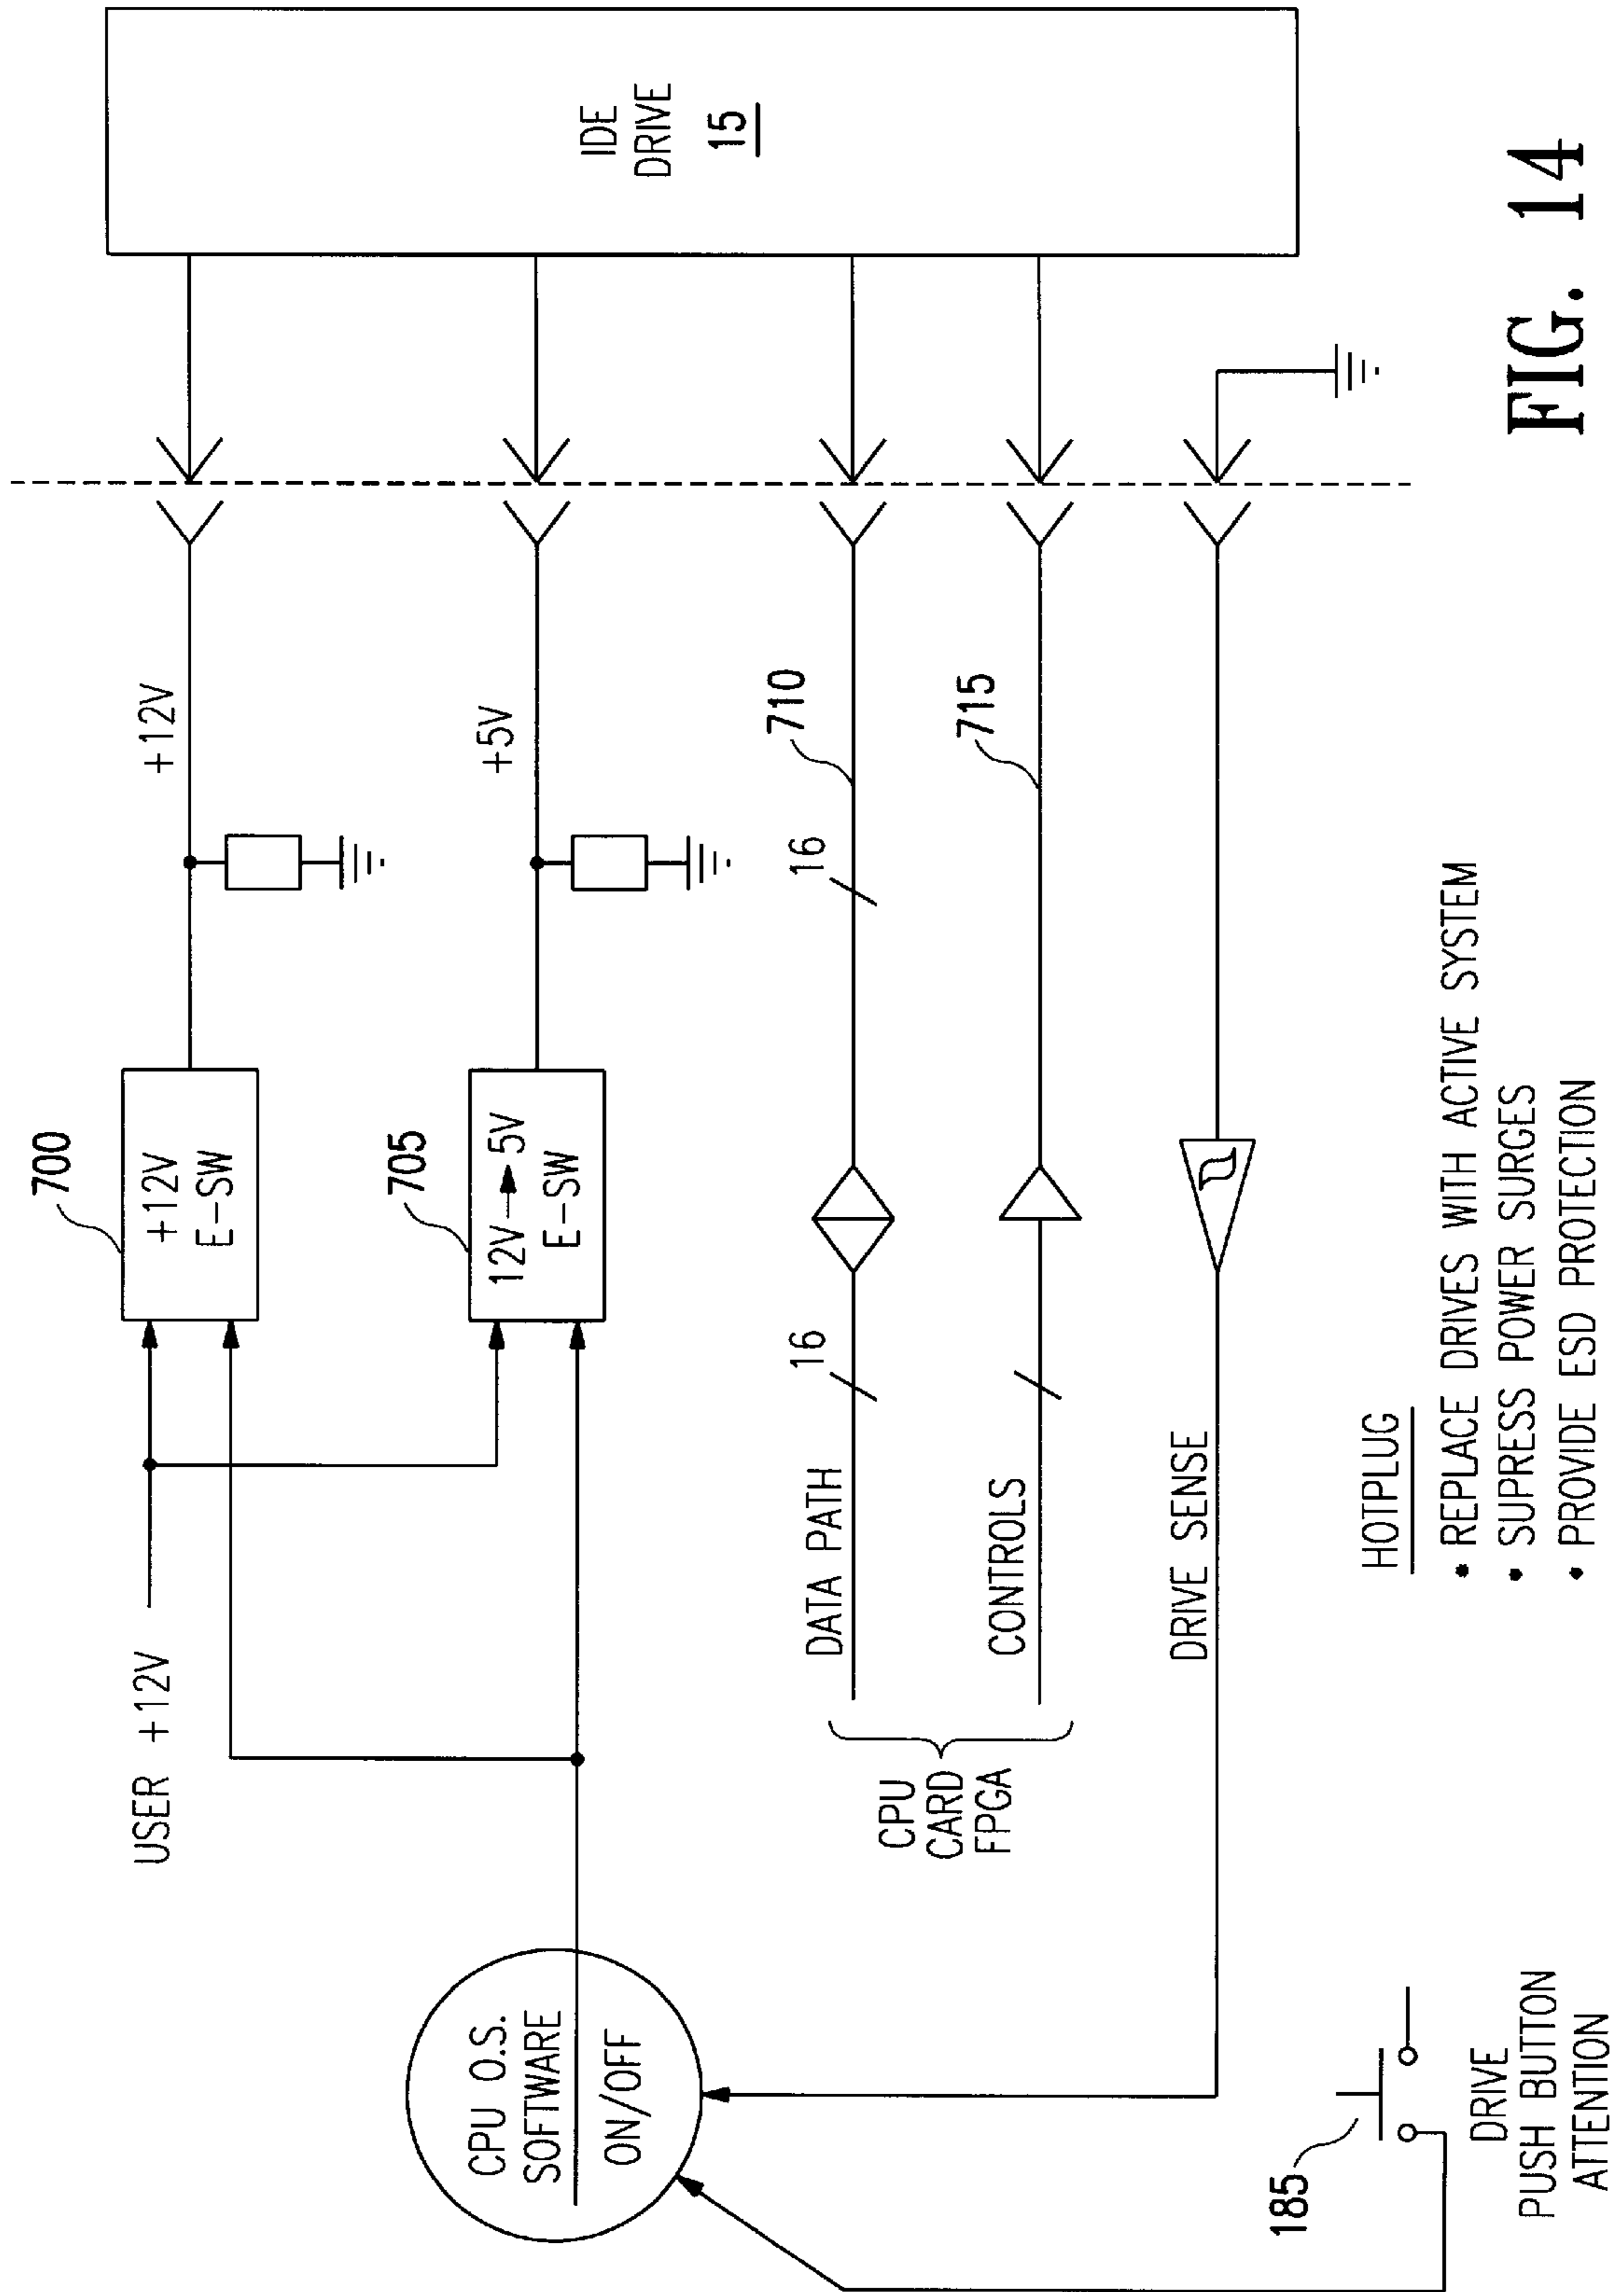 USER +12V
700
+12V
E-SW
+12V
705
12V → 5V
E-SW
+5V
IDE
DRIVE
15
CPU O.S.
SOFTWARE
ON/OFF
CPU
CARD
FPGA
DATA PATH
16
16
710
CONTROLS
715
DRIVE SENSE
185
DRIVE
PUSH BUTTON
ATTENTION
HOTPLUG
• REPLACE DRIVES WITH ACTIVE SYSTEM
• SUPRESS POWER SURGES
• PROVIDE ESD PROTECTION
FIG. 14